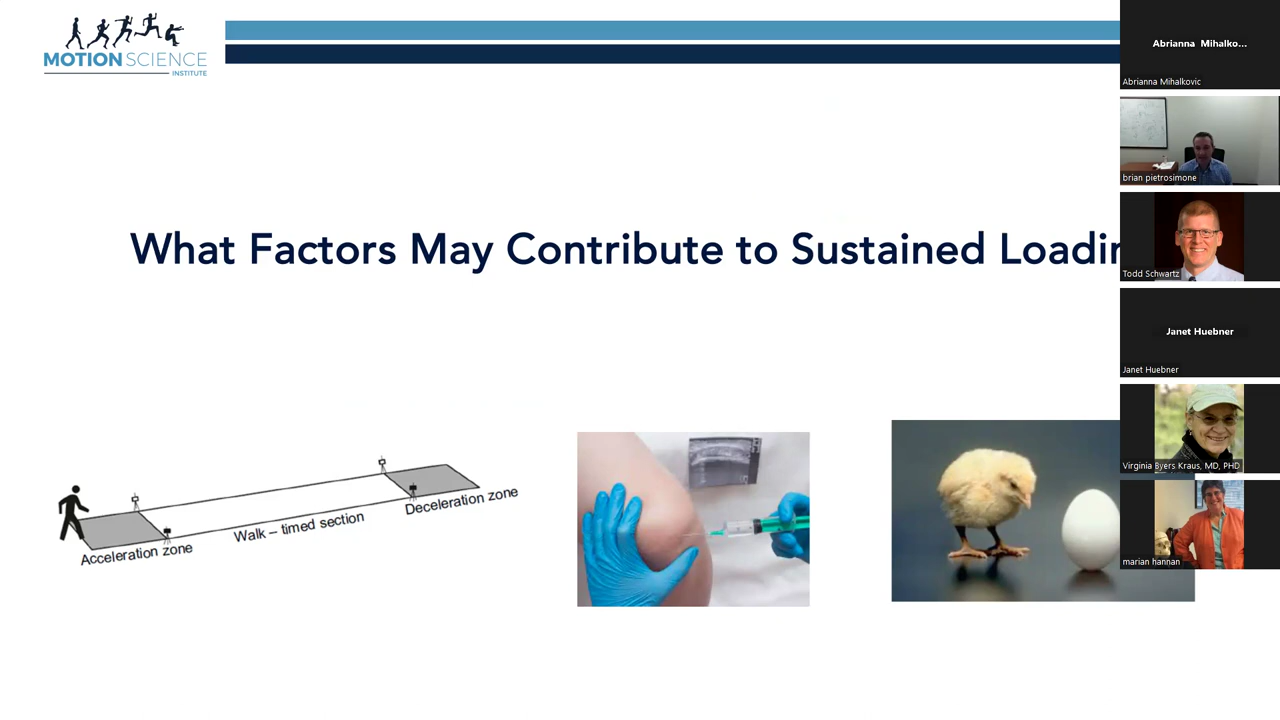 MOTION SCIENCE
INSTITUTE
What Factors May Contribute to Sustained Loadin
Acceleration zone
Walk – timed section
Deceleration zone
Abrianna Mihalko...
Abrianna Mihalkovic
brian pietrosimone
Todd Schwartz
Janet Huebner
Janet Huebner
Virginia Byers Kraus, MD, PHD
marian hannan